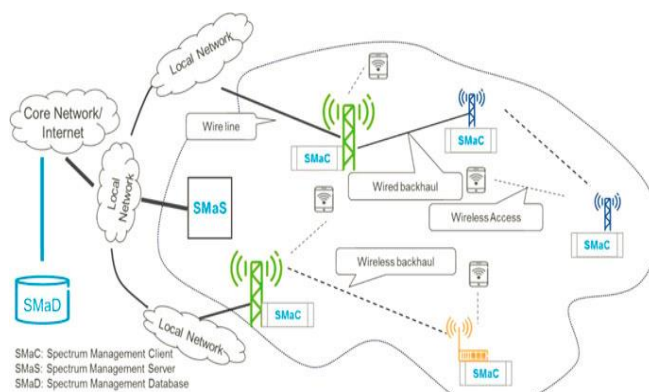 Local Network
Core Network/
Internet
Wire line
SMaC
SMaC
Wired backhaul
Local
Network
SMaS
Wireless Access
SMaC
Wireless backhaul
SMaD
SMaC
Local Network
SMaC
SMaC: Spectrum Management Client
SMaS: Spectrum Management Server
SMaD: Spectrum Management Database